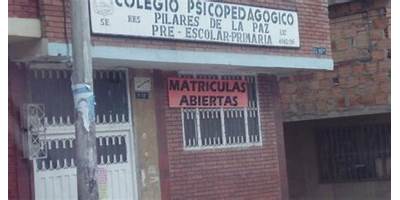 COLEGIO PSICOPEDAGOGICO
PILARES DE LA PAZ
PRE-ESCOLAR-PRIMARIA
MATRICULAS
ABIERTAS